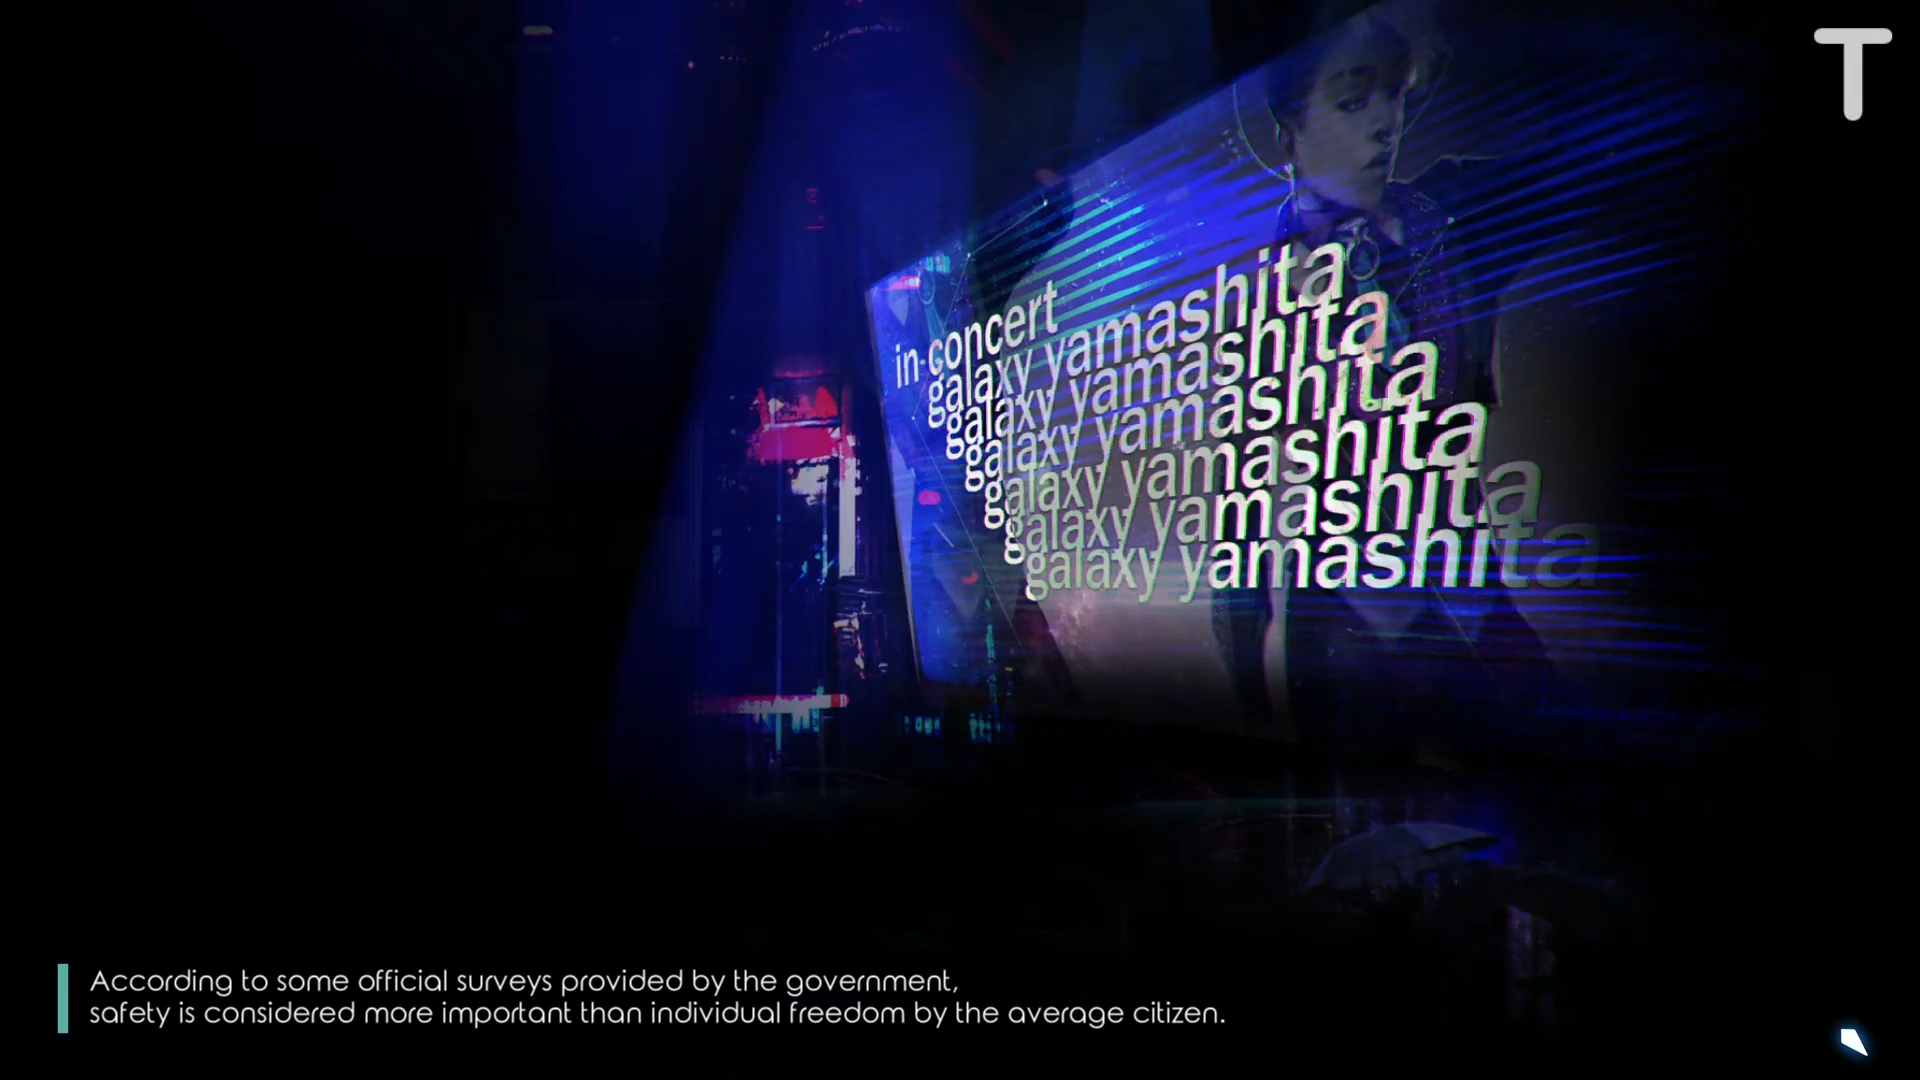 T
in concert
galaxy yamashita
galaxy yamashita
galaxy yamashita
galaxy yamashita
galaxy yamashita
galaxy yamashita
According to some official surveys provided by the government,
safety is considered more important than individual freedom by the average citizen.